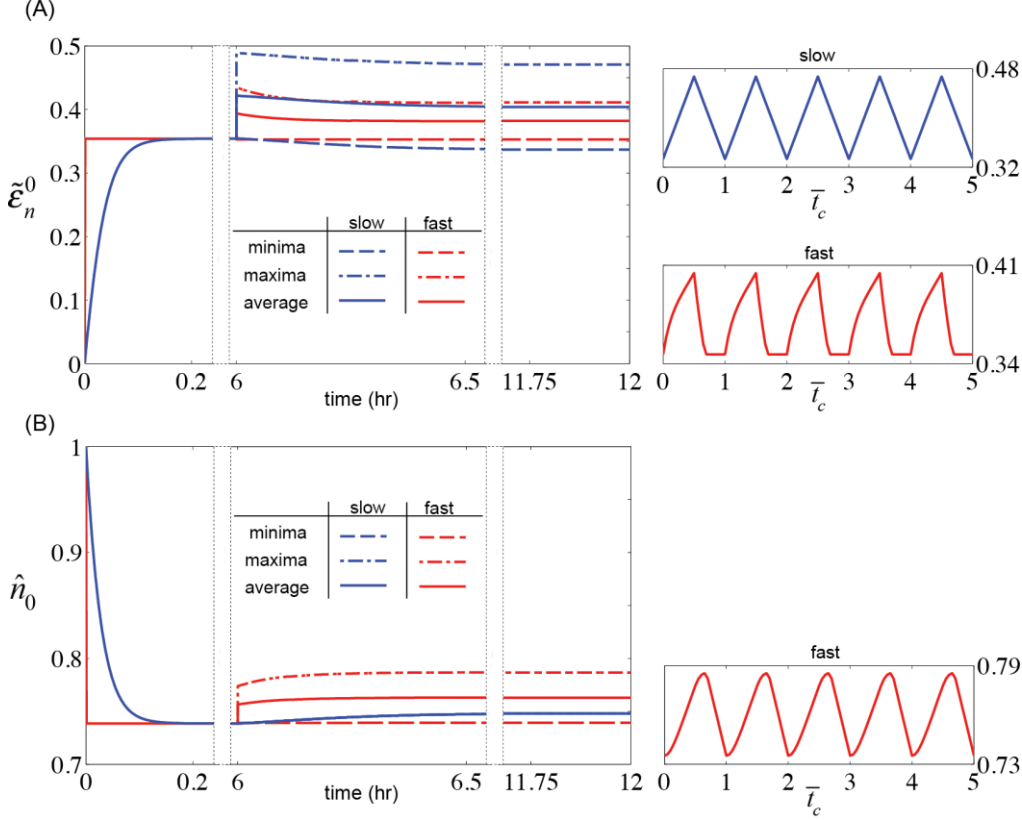 (A)
0.5
0.4
0.3
0.2
0.1
0
ε̃ₙ⁰
slow fast
minima
maxima
average
0 0.2 6 6.5 11.75 12
time (hr)
slow
0.48
0.32
0 1 2 3 4 5
t̄_c
fast
0.41
0.34
0 1 2 3 4 5
t̄_c
(B)
1
0.9
0.8
0.7
n̂₀
slow fast
minima
maxima
average
0 0.2 6 6.5 11.75 12
time (hr)
fast
0.79
0.73
0 1 2 3 4 5
t̄_c